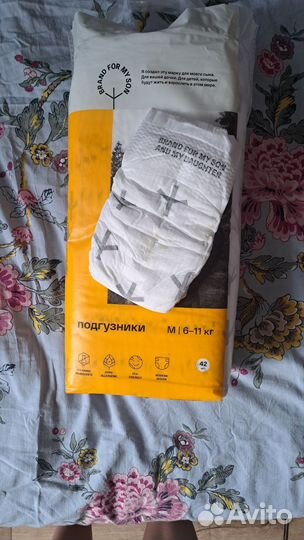 BRAND FOR MY SON
Я создал эту марку для моего сына.
Для вашей дочки. Для детей, которые
будут жить и взрослеть в этом мире.
BRAND FOR MY SON
AND MY DAUGHTER
подгузники
M | 6–11 кг
42
Avito